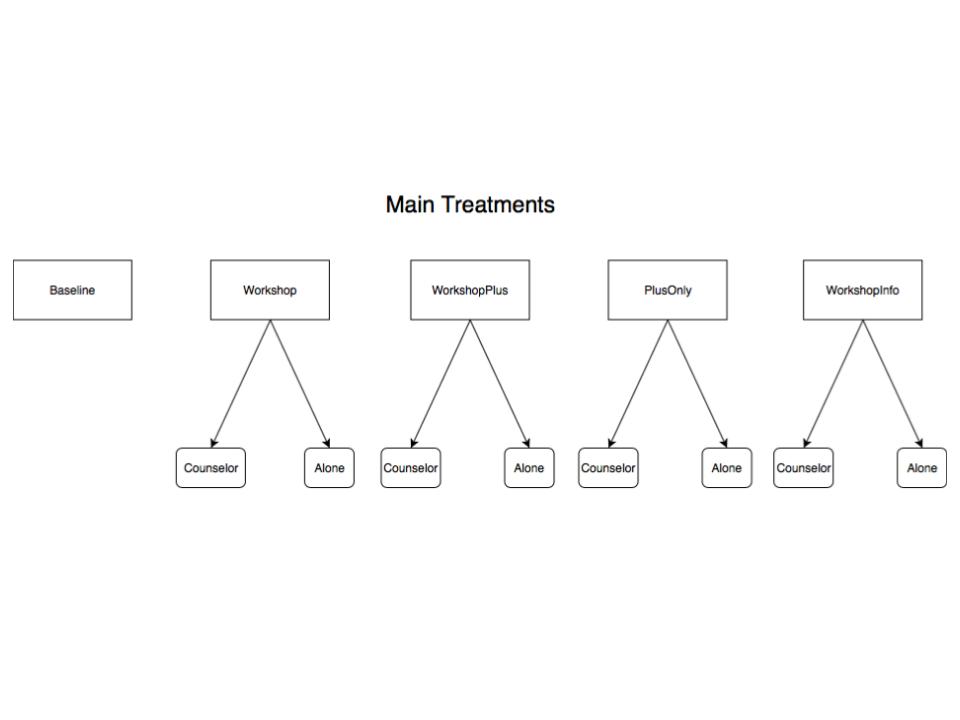 Main Treatments
Baseline
Workshop
WorkshopPlus
PlusOnly
WorkshopInfo
Counselor
Alone
Counselor
Alone
Counselor
Alone
Counselor
Alone